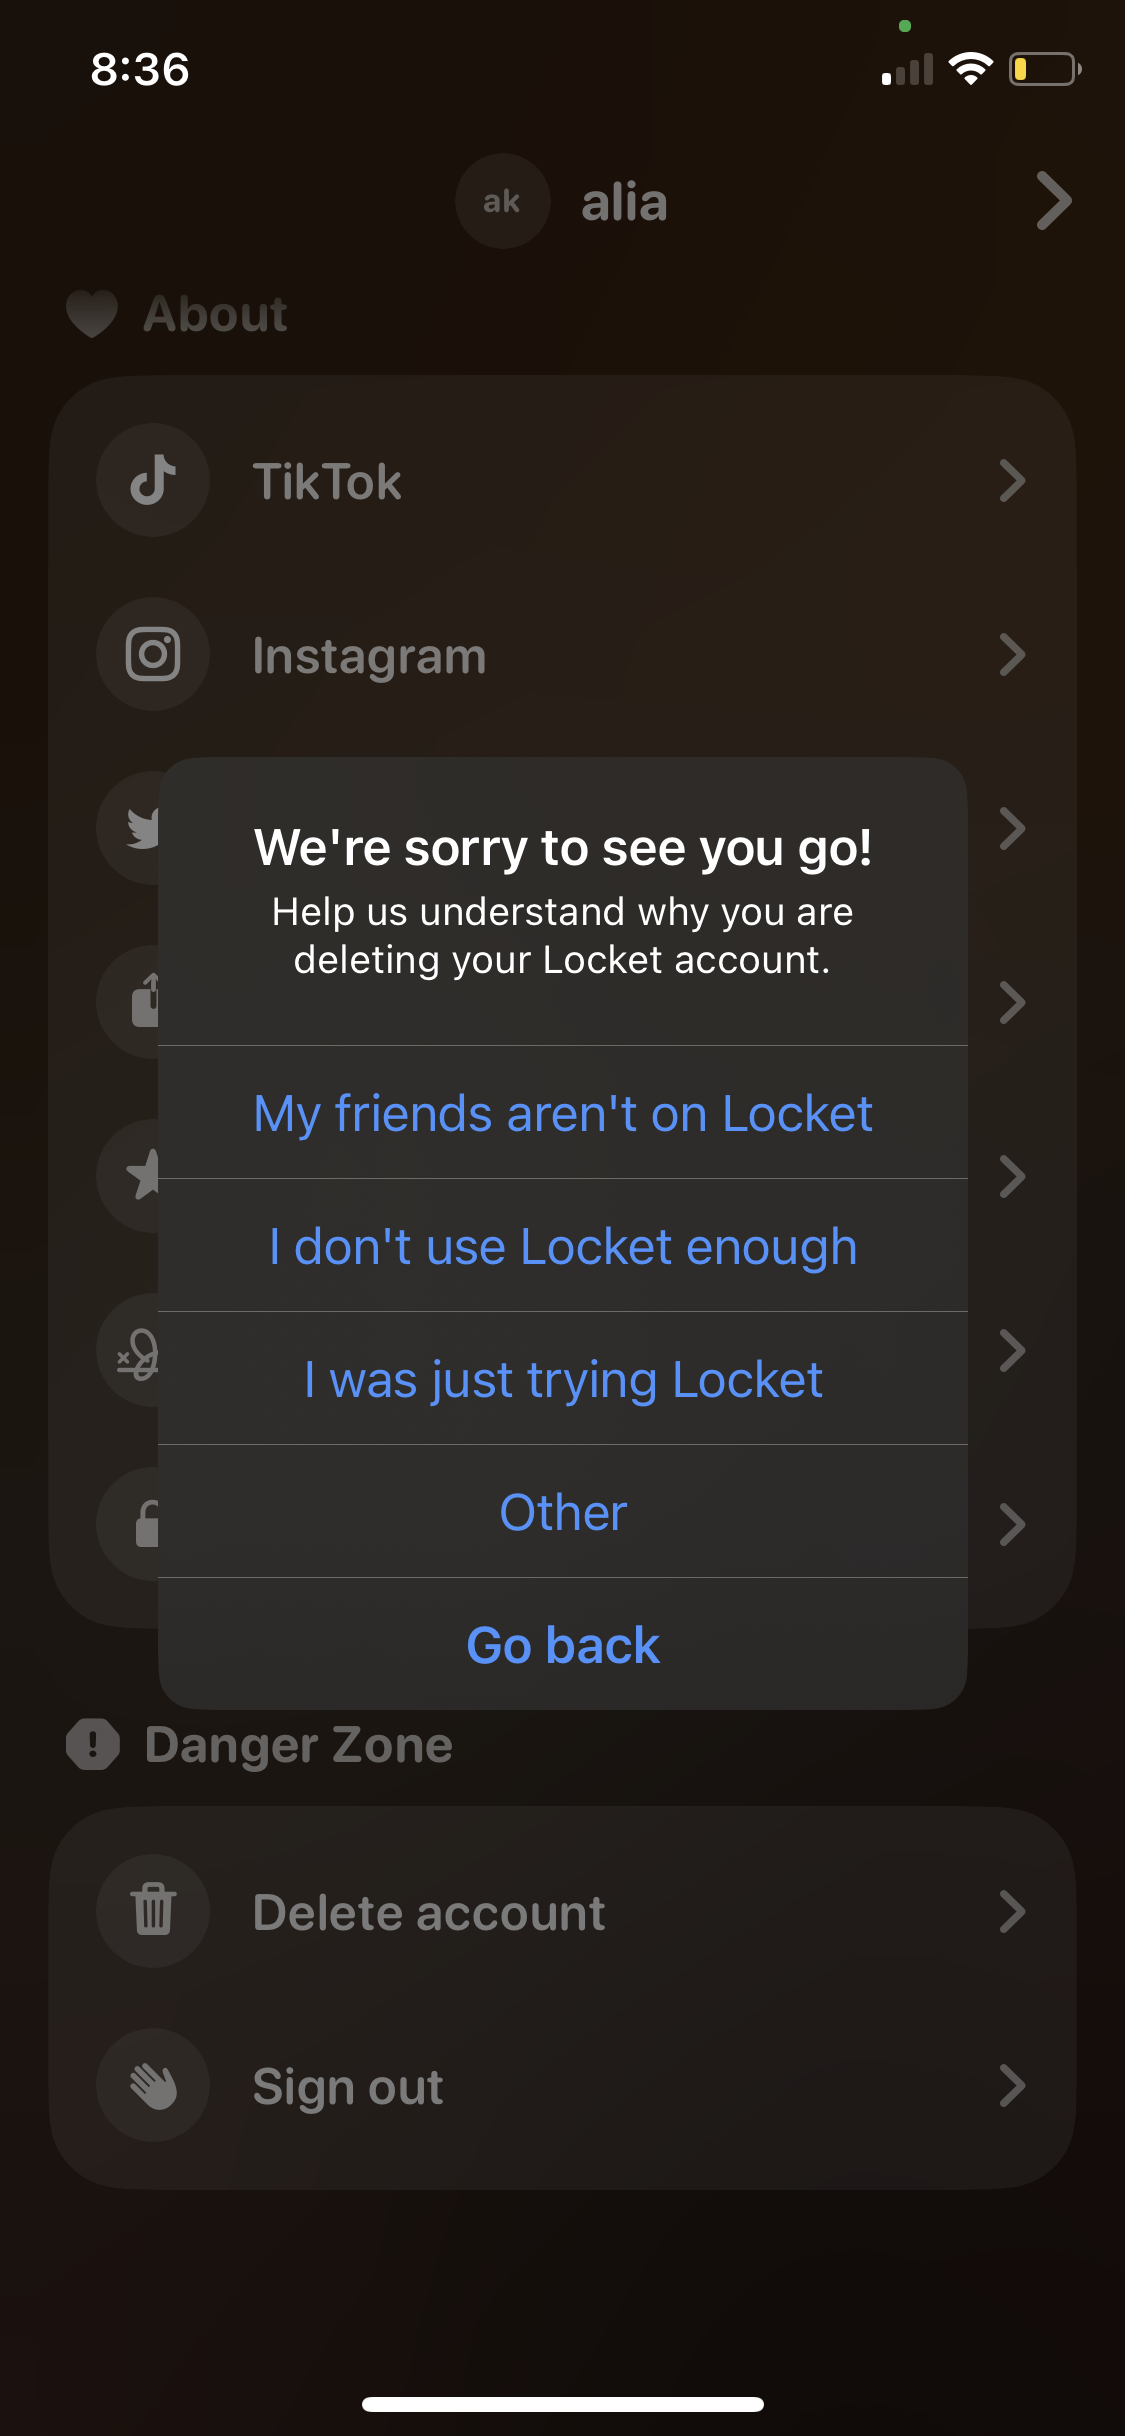 8:36
ak
alia
About
TikTok
Instagram
We're sorry to see you go!
Help us understand why you are
deleting your Locket account.
My friends aren't on Locket
I don't use Locket enough
I was just trying Locket
Other
Go back
Danger Zone
Delete account
Sign out